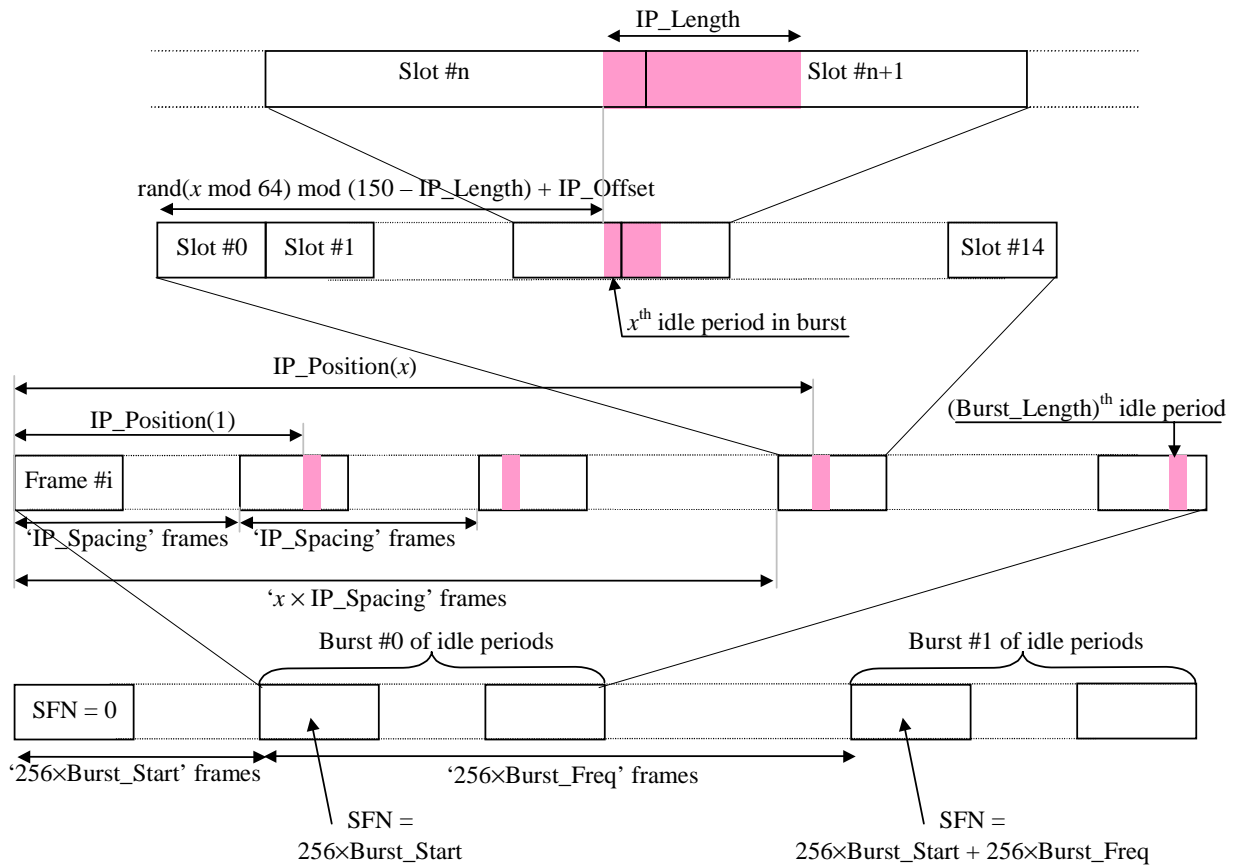 IP_Length
Slot #n
Slot #n+1
rand(x mod 64) mod (150 – IP_Length) + IP_Offset
Slot #0
Slot #1
Slot #14
xth idle period in burst
IP_Position(x)
(Burst_Length)th idle period
IP_Position(1)
Frame #i
‘IP_Spacing’ frames
‘IP_Spacing’ frames
‘x × IP_Spacing’ frames
Burst #0 of idle periods
Burst #1 of idle periods
SFN = 0
‘256×Burst_Start’ frames
‘256×Burst_Freq’ frames
SFN =
256×Burst_Start
SFN =
256×Burst_Start + 256×Burst_Freq